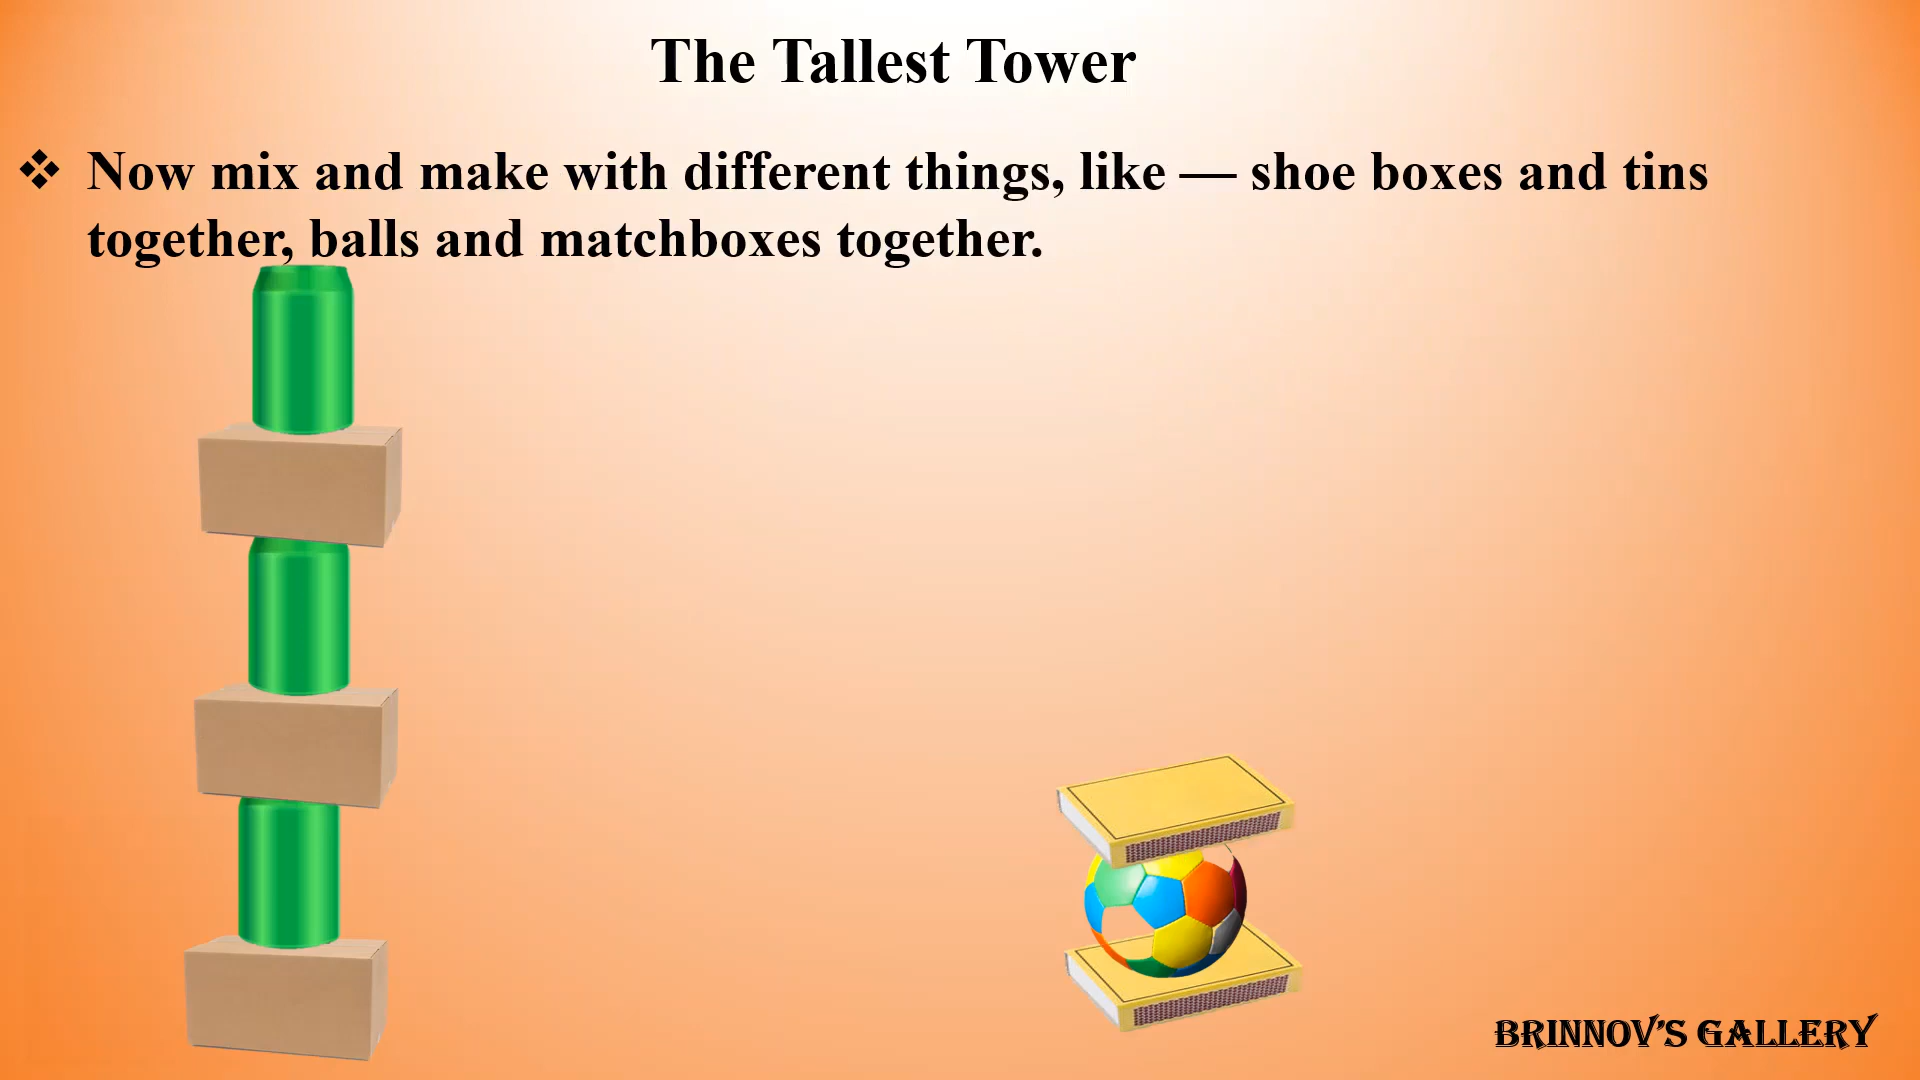 The Tallest Tower
❖ Now mix and make with different things, like — shoe boxes and tins
together, balls and matchboxes together.
BRINNOV'S GALLERY